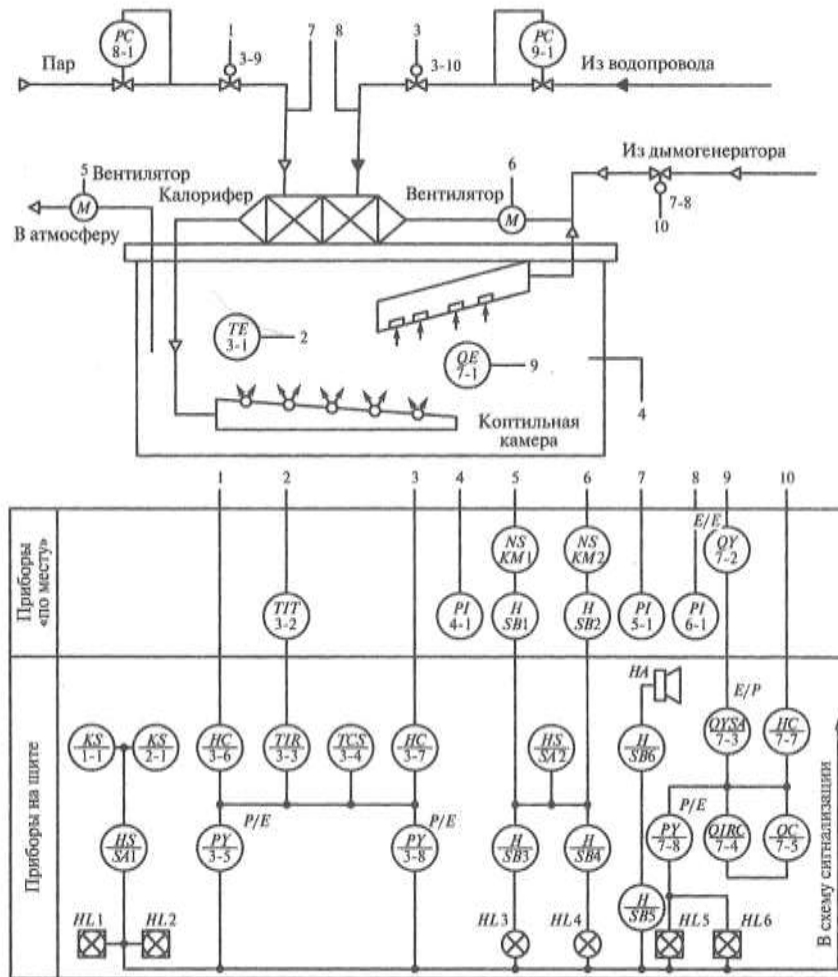 PC
8-1
1
3-9
7
8
3
3-10
PC
9-1
Пар
Из водопровода
5
Вентилятор
Калорифер
Вентилятор
6
Из дымогенератора
M
M
7-8
10
В атмосферу
TE
3-1
2
QE
7-1
9
4
Коптильная
камера
1 2 3 4 5 6 7 8 9 10
Приборы
«по месту»
E/E
NS
KM1
NS
KM2
QY
7-2
TIT
3-2
PI
4-1
H
SB1
H
SB2
PI
5-1
PI
6-1
Приборы на щите
HA
E/P
KS
1-1
KS
2-1
HC
3-6
TIR
3-3
TCS
3-4
HC
3-7
HS
SA2
H
SB6
QYSA
7-3
HC
7-7
P/E
P/E
P/E
HS
SA1
PY
3-5
PY
3-8
H
SB3
H
SB4
PY
7-8
QIRC
7-4
QC
7-5
H
SB5
HL1
HL2
HL3
HL4
HL5
HL6
В схему сигнализации